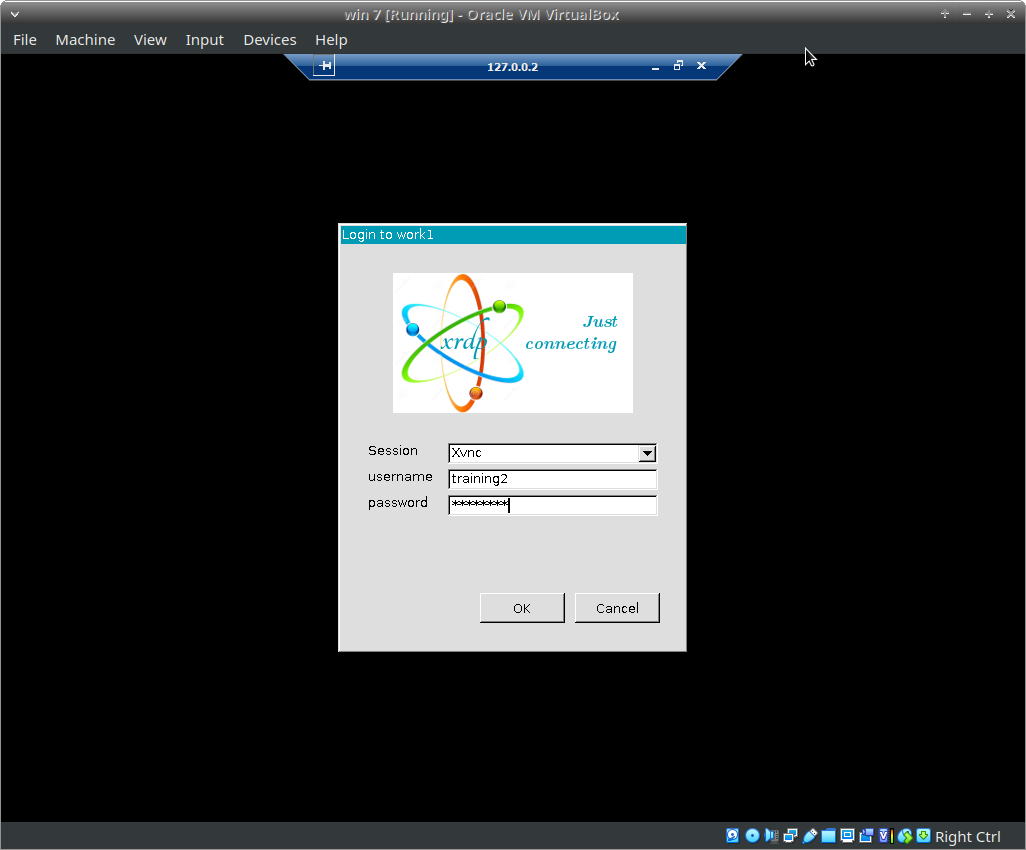 win 7 [Running] - Oracle VM VirtualBox
File Machine View Input Devices Help
127.0.0.2
Login to work1
xrdp
Just
connecting
Session Xvnc
username training2
password ********
OK Cancel
Right Ctrl